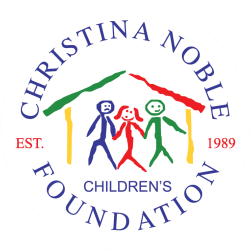 CHRISTINA NOBLE
EST. 1989
CHILDREN'S
FOUNDATION